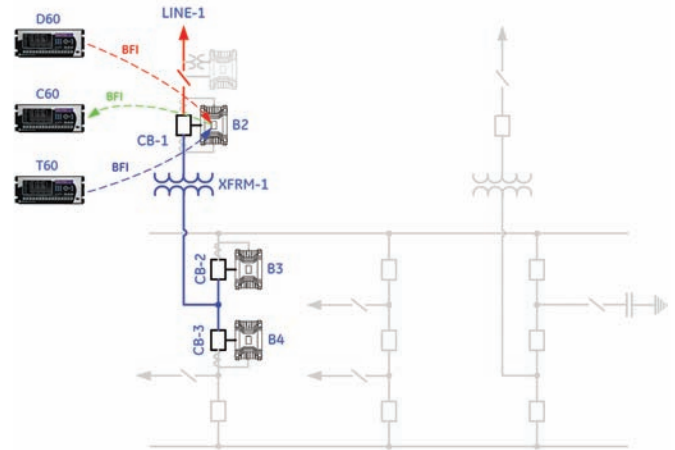 D60
LINE-1
BFI
C60
BFI
B2
CB-1
T60
BFI
XFRM-1
CB-2
B3
CB-3
B4